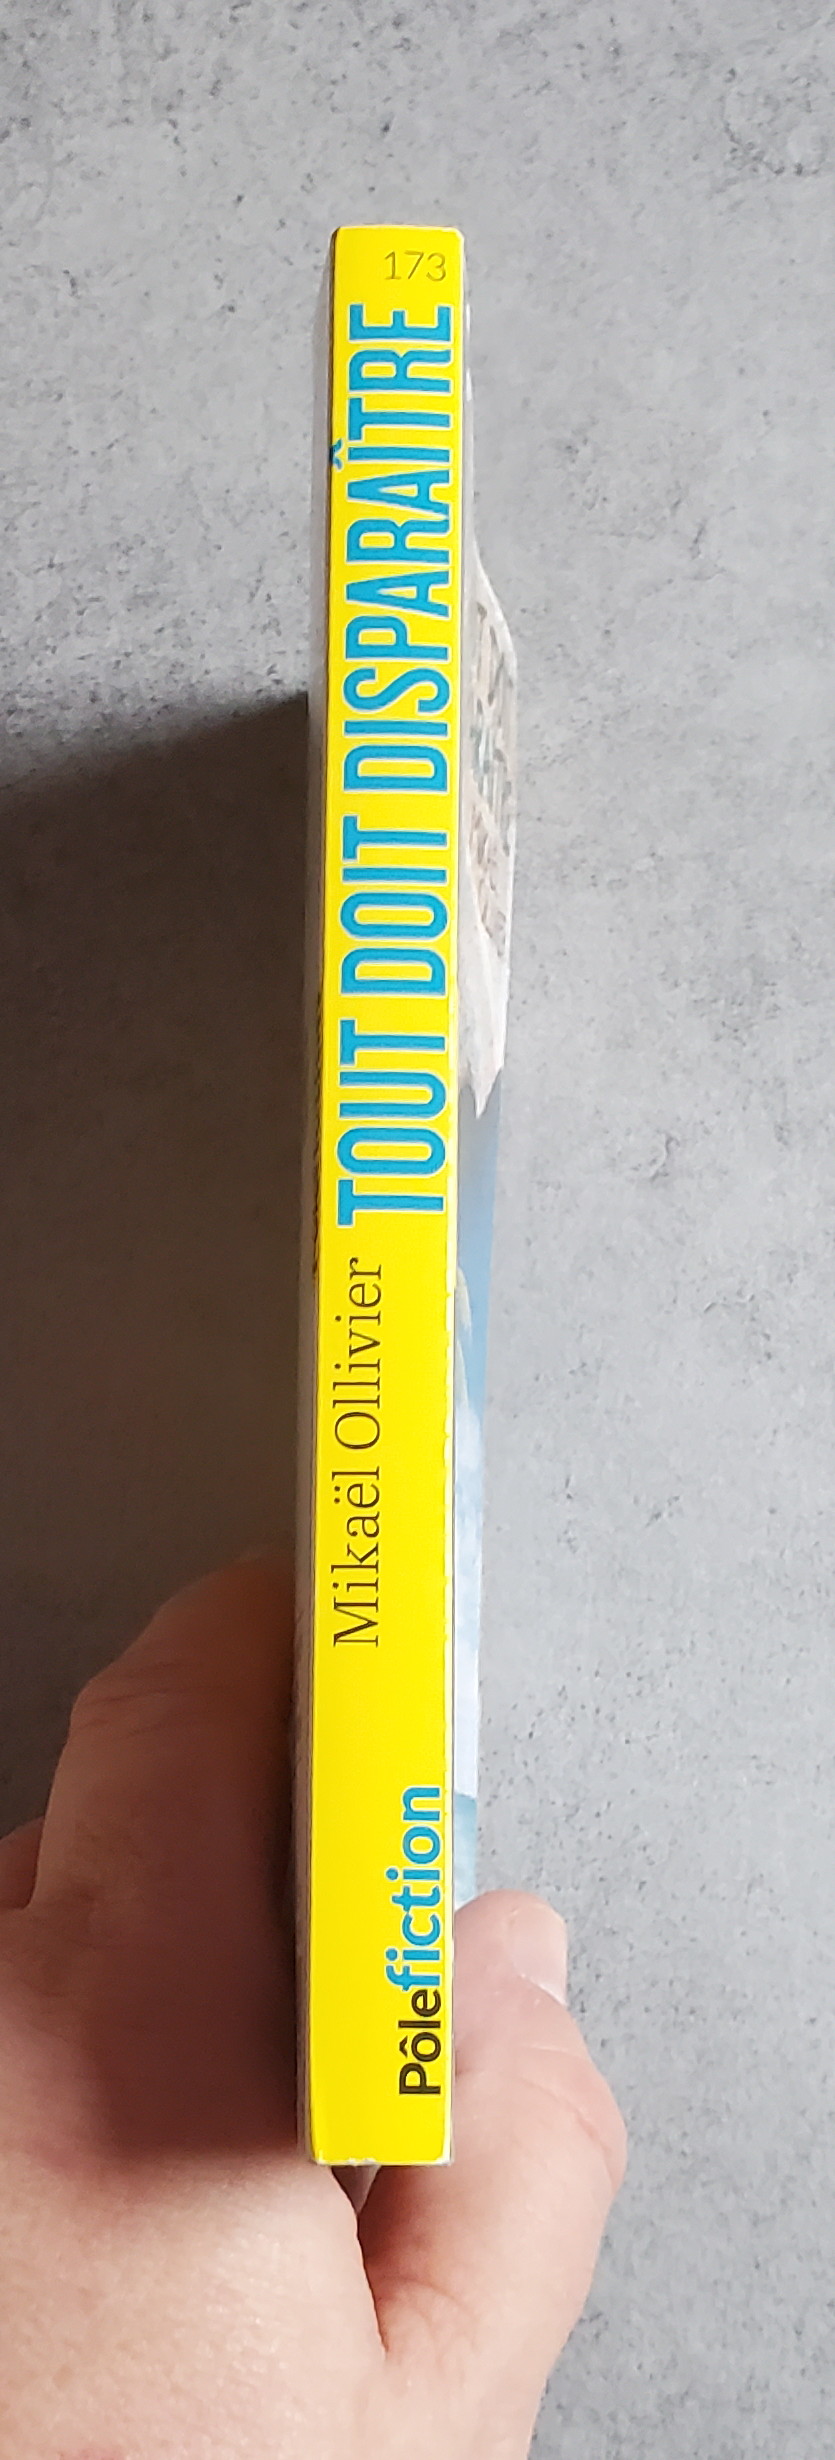 173
TOUT DOIT DISPARAÎTRE
Mikaël Ollivier
Pôlefiction